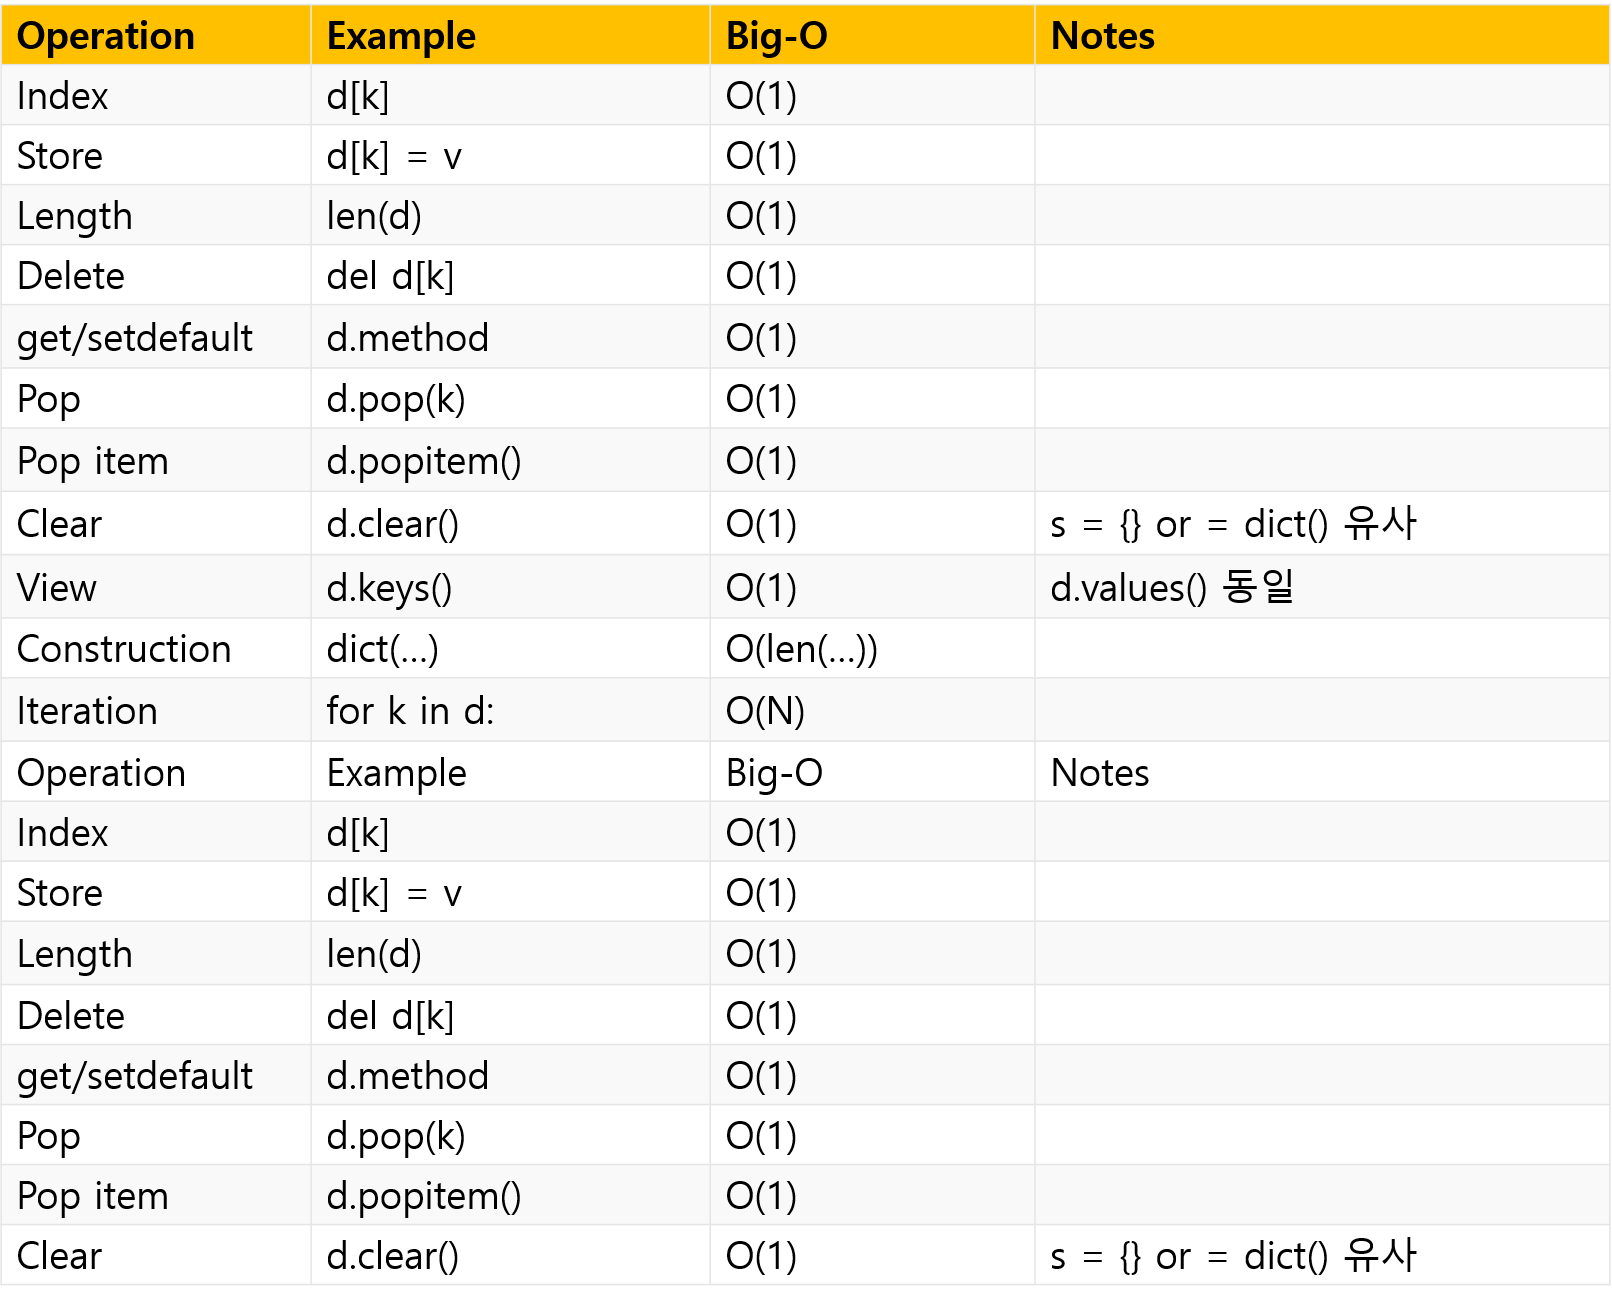 Operation Example Big-O Notes
Index d[k] O(1)
Store d[k] = v O(1)
Length len(d) O(1)
Delete del d[k] O(1)
get/setdefault d.method O(1)
Pop d.pop(k) O(1)
Pop item d.popitem() O(1)
Clear d.clear() O(1) s = {} or = dict() 유사
View d.keys() O(1) d.values() 동일
Construction dict(...) O(len(...))
Iteration for k in d: O(N)
Operation Example Big-O Notes
Index d[k] O(1)
Store d[k] = v O(1)
Length len(d) O(1)
Delete del d[k] O(1)
get/setdefault d.method O(1)
Pop d.pop(k) O(1)
Pop item d.popitem() O(1)
Clear d.clear() O(1) s = {} or = dict() 유사